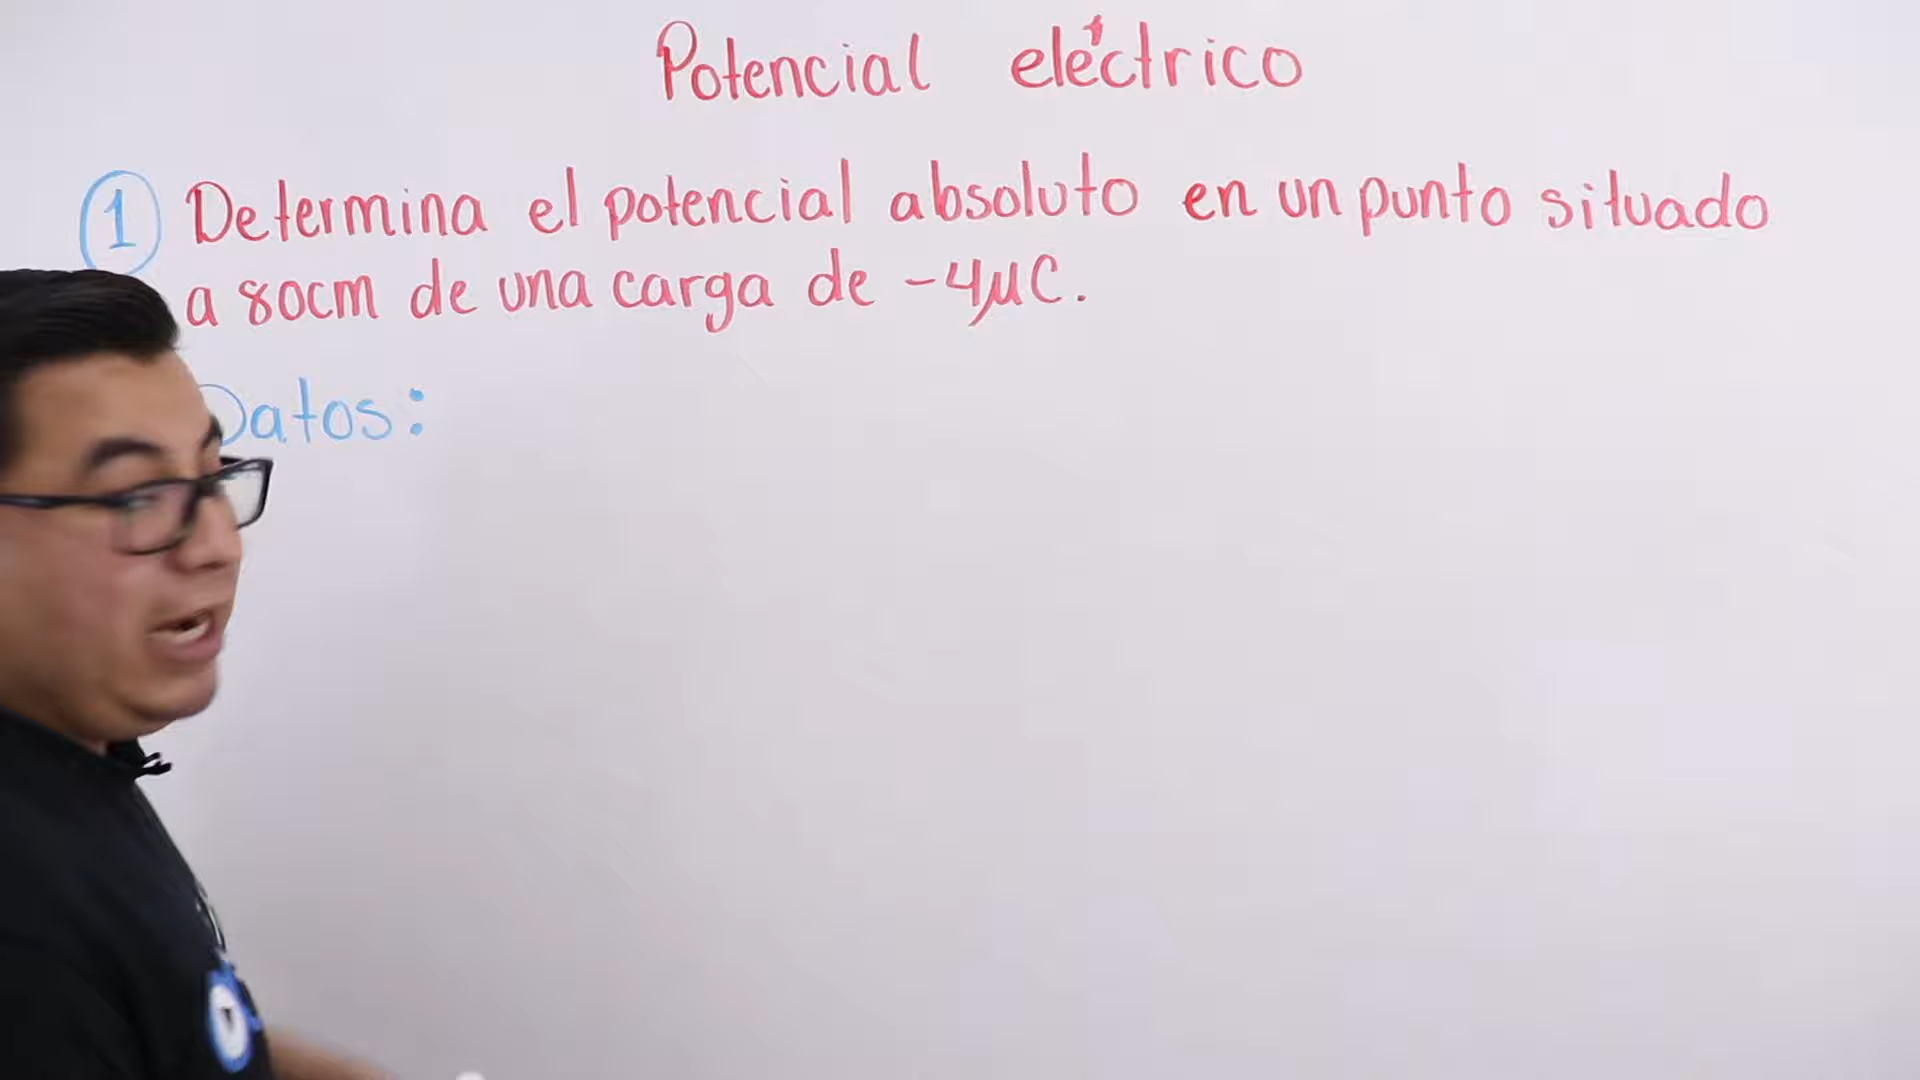 Potencial eléctrico
1 Determina el potencial absoluto en un punto situado
a 80cm de una carga de -4μC.
Datos: